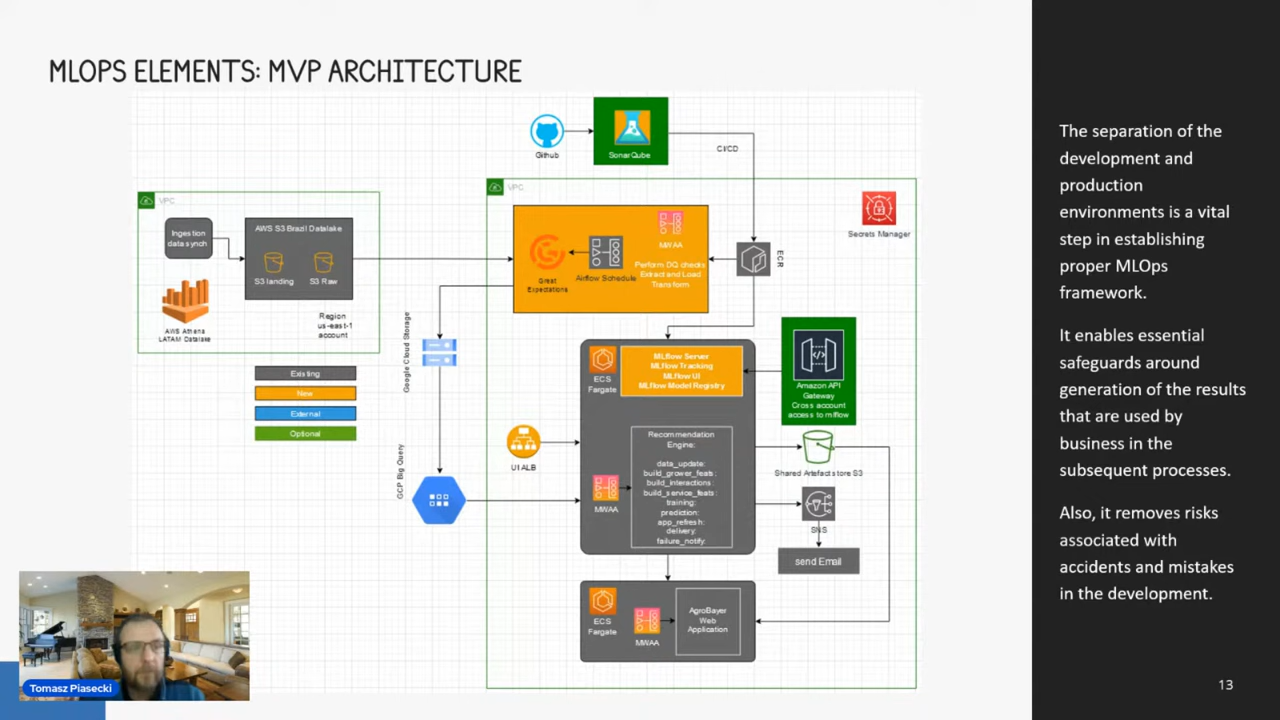 MLOPS ELEMENTS: MVP ARCHITECTURE
Github
SonarQube
CI/CD
VPC
Ingestion
data synch
AWS S3 Brazil Datalake
S3 landing
S3 Raw
AWS Athena
LATAM Datalake
Region
us-east-1
account
Existing
New
External
Optional
Google Cloud Storage
GCP Big Query
VPC
Great
Expectations
Airflow Schedule
MWAA
Perform DQ checks
Extract and Load
Transform
ECR
Secrets Manager
ECS
Fargate
MLflow Server
MLflow Tracking
MLflow UI
MLflow Model Registry
Amazon API
Gateway
Cross account
access to mlflow
UI ALB
MWAA
Recommendation
Engine:
data_update:
build_grower_feats:
build_interactions:
build_service_feats:
training:
prediction:
app_refresh:
delivery:
failure_notify:
Shared Artefact store S3
SNS
send Email
ECS
Fargate
MWAA
AgroBayer
Web
Application
The separation of the
development and
production
environments is a vital
step in establishing
proper MLOps
framework.
It enables essential
safeguards around
generation of the results
that are used by
business in the
subsequent processes.
Also, it removes risks
associated with
accidents and mistakes
in the development.
13
Tomasz Piasecki